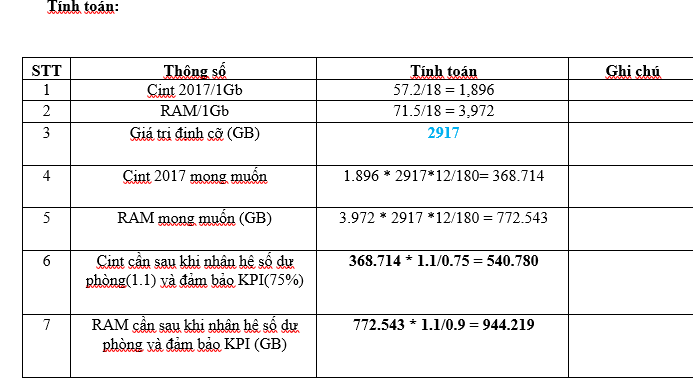 Tính toán:
STT Thông số Tính toán Ghi chú
1 Cint 2017/1Gb 57.2/18 = 1,896
2 RAM/1Gb 71.5/18 = 3,972
3 Giá trị định cỡ (GB) 2917
4 Cint 2017 mong muốn 1.896 * 2917*12/180= 368.714
5 RAM mong muốn (GB) 3.972 * 2917 *12/180 = 772.543
6 Cint cần sau khi nhân hệ số dự 368.714 * 1.1/0.75 = 540.780
phòng(1.1) và đảm bảo KPI(75%)
7 RAM cần sau khi nhân hệ số dự 772.543 * 1.1/0.9 = 944.219
phòng và đảm bảo KPI (GB)